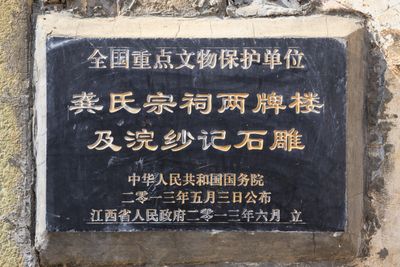 全国重点文物保护单位
龚氏宗祠两牌楼
及浣纱记石雕
中华人民共和国国务院
二〇一三年五月三日公布
江西省人民政府二〇一三年六月 立